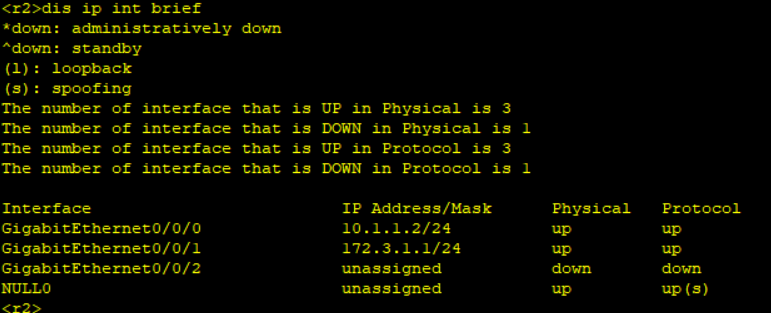 <r2>dis ip int brief
*down: administratively down
^down: standby
(l): loopback
(s): spoofing
The number of interface that is UP in Physical is 3
The number of interface that is DOWN in Physical is 1
The number of interface that is UP in Protocol is 3
The number of interface that is DOWN in Protocol is 1
Interface IP Address/Mask Physical Protocol
GigabitEthernet0/0/0 10.1.1.2/24 up up
GigabitEthernet0/0/1 172.3.1.1/24 up up
GigabitEthernet0/0/2 unassigned down down
NULL0 unassigned up up(s)
<r2>